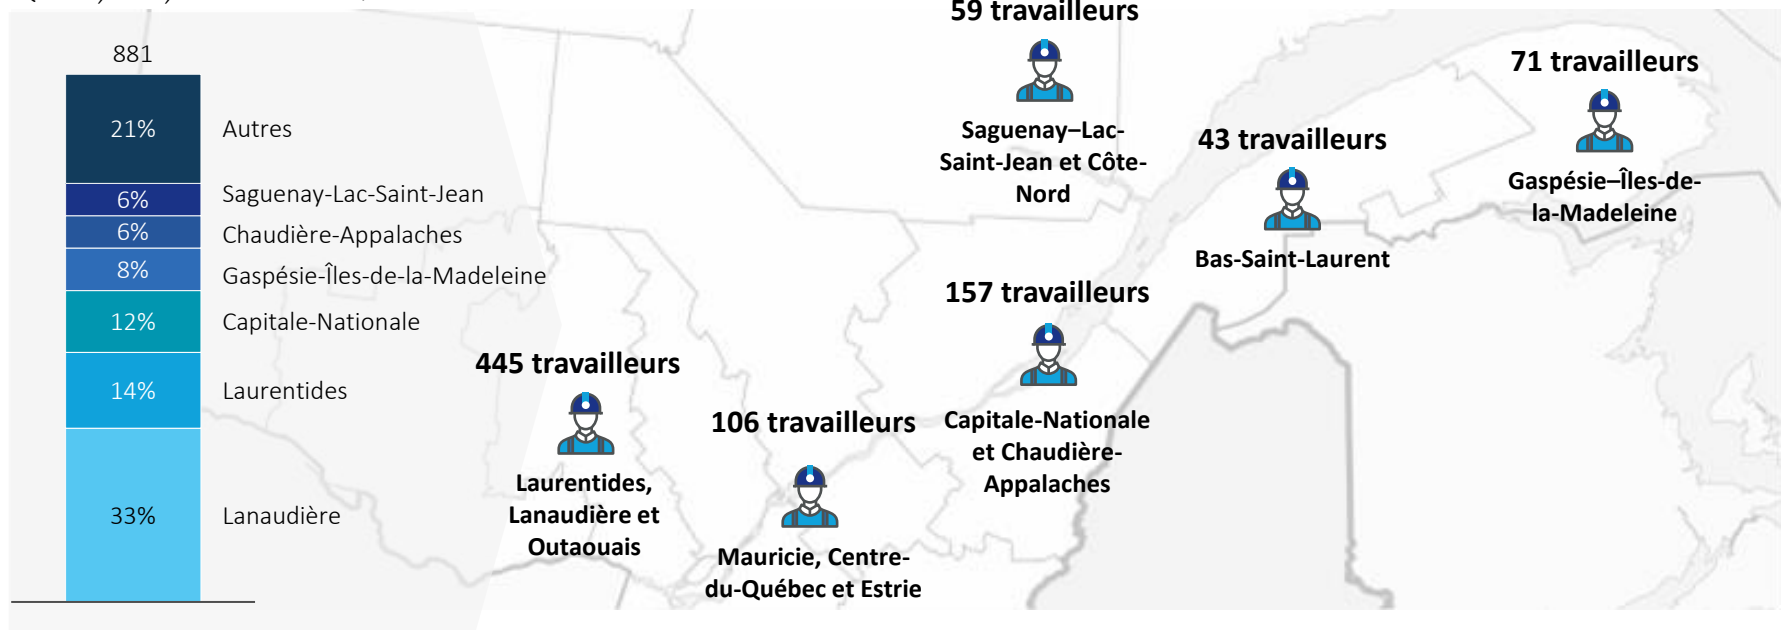 881
21% Autres
6% Saguenay-Lac-Saint-Jean
6% Chaudière-Appalaches
8% Gaspésie-Îles-de-la-Madeleine
12% Capitale-Nationale
14% Laurentides
33% Lanaudière
445 travailleurs
Laurentides,
Lanaudière et
Outaouais
106 travailleurs
Mauricie, Centre-
du-Québec et Estrie
59 travailleurs
Saguenay–Lac-
Saint-Jean et Côte-
Nord
157 travailleurs
Capitale-Nationale
et Chaudière-
Appalaches
43 travailleurs
Bas-Saint-Laurent
71 travailleurs
Gaspésie–Îles-de-
la-Madeleine